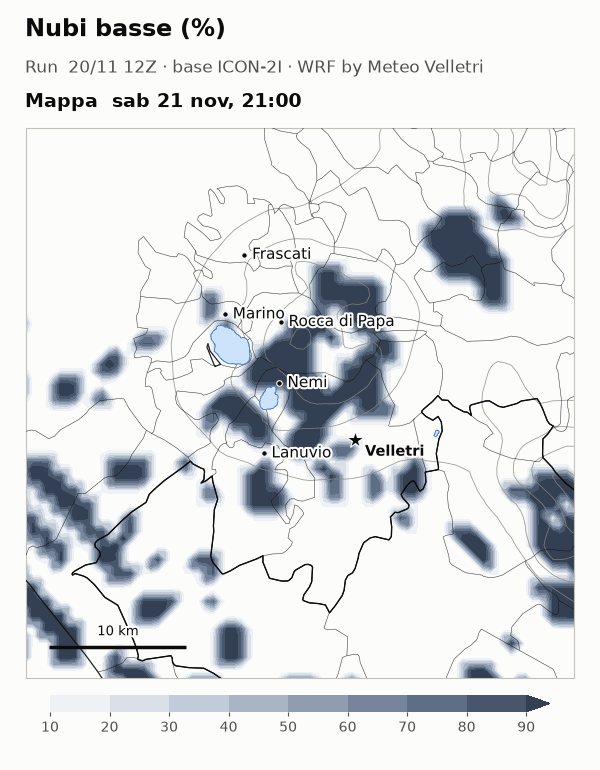 Nubi basse (%)
Run  20/11 12Z · base ICON-2I · WRF by Meteo Velletri
Mappa  sab 21 nov, 21:00
Frascati
Marino
Rocca di Papa
Nemi
Lanuvio
Velletri
10 km
10 20 30 40 50 60 70 80 90